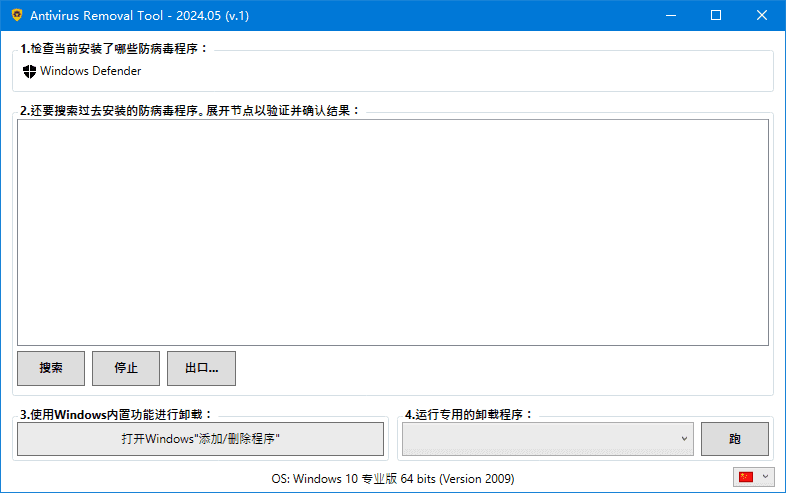 Antivirus Removal Tool - 2024.05 (v.1)
1.检查当前安装了哪些防病毒程序：
Windows Defender
2.还要搜索过去安装的防病毒程序。展开节点以验证并确认结果：
搜索
停止
出口...
3.使用Windows内置功能进行卸载：
打开Windows"添加/删除程序"
4.运行专用的卸载程序：
跑
OS: Windows 10 专业版 64 bits (Version 2009)